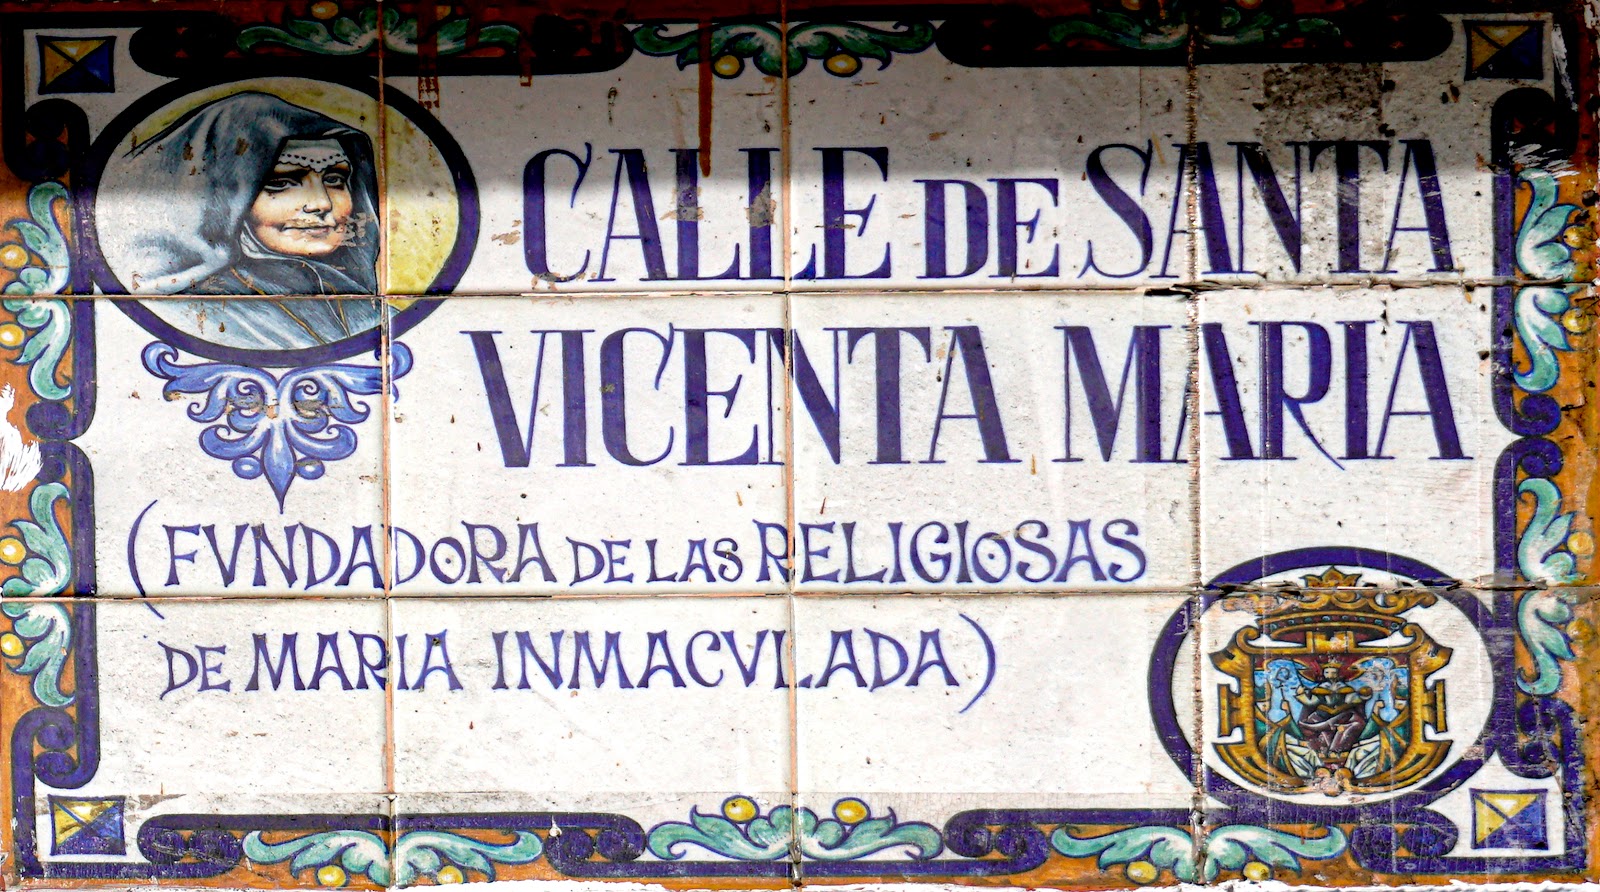 CALLE DE SANTA
VICENTA MARIA
(FVNDADORA DE LAS RELIGIOSAS
DE MARIA INMACVLADA)